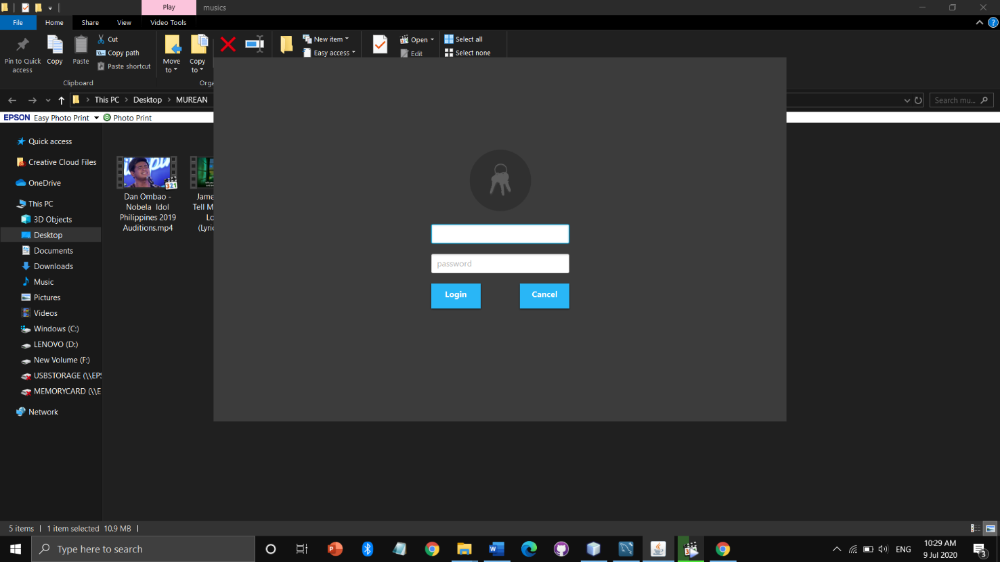 Play
musics
File
Home
Share
View
Video Tools
Pin to Quick
access
Copy
Paste
Cut
Copy path
Paste shortcut
Clipboard
Move
to
Copy
to
Orga
New item
Easy access
Open
Edit
Select all
Select none
This PC
Desktop
MUREAN
Search mu...
EPSON Easy Photo Print
Photo Print
Quick access
Creative Cloud Files
OneDrive
This PC
3D Objects
Desktop
Documents
Downloads
Music
Pictures
Videos
Windows (C:)
LENOVO (D:)
New Volume (F:)
USBSTORAGE (\\EPS
MEMORYCARD (\\E
Network
321
Dan Ombao -
Nobela Idol
Philippines 2019
Auditions.mp4
Jame
Tell M
Lo
(Lyric
password
Login
Cancel
5 items
1 item selected 10.9 MB
Type here to search
ENG
10:29 AM
9 Jul 2020
3